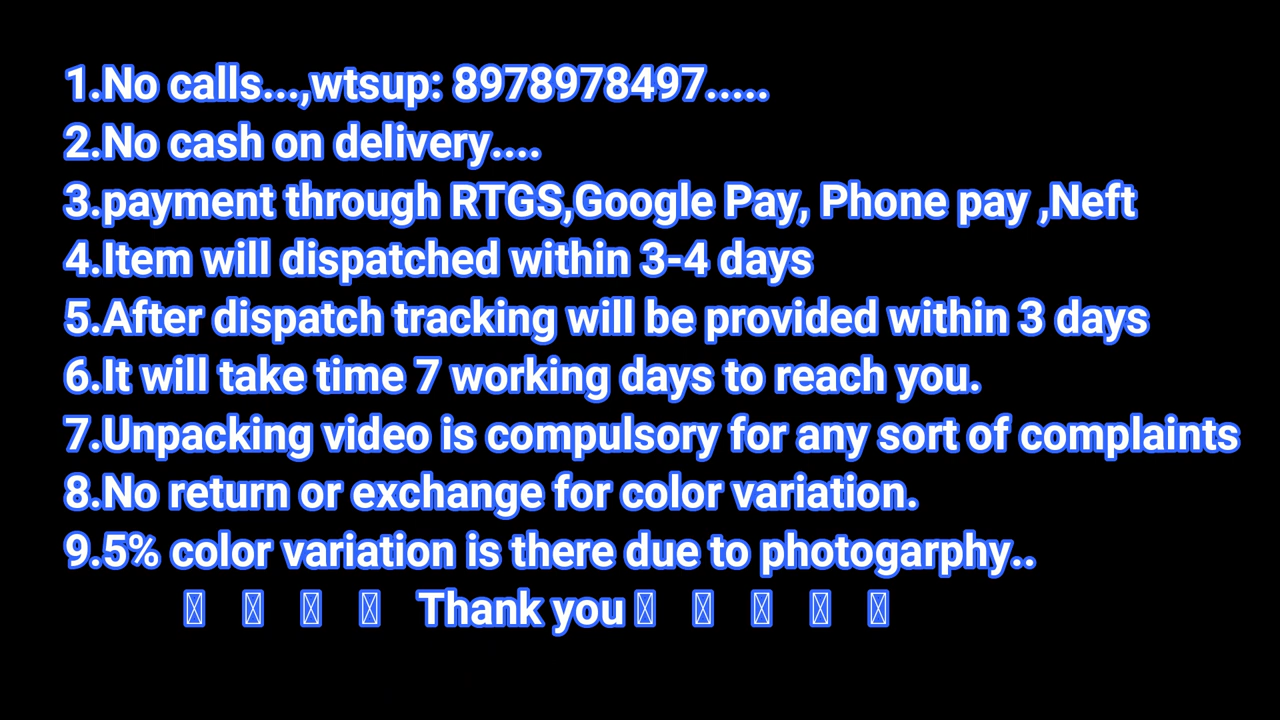 1.No calls...,wtsup: 8978978497.....
2.No cash on delivery....
3.payment through RTGS,Google Pay, Phone pay ,Neft
4.Item will dispatched within 3-4 days
5.After dispatch tracking will be provided within 3 days
6.It will take time 7 working days to reach you.
7.Unpacking video is compulsory for any sort of complaints
8.No return or exchange for color variation.
9.5% color variation is there due to photogarphy..
Thank you